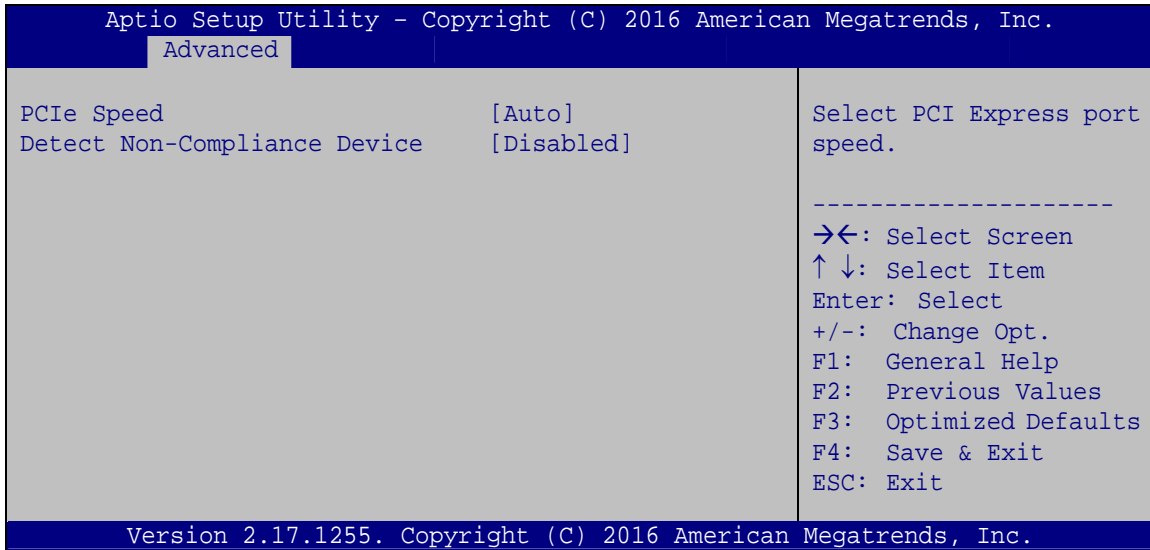 Aptio Setup Utility – Copyright (C) 2016 American Megatrends, Inc.
Advanced
PCIe Speed [Auto]
Detect Non-Compliance Device [Disabled]
Select PCI Express port
speed.
---------------------
→←: Select Screen
↑ ↓: Select Item
Enter: Select
+/-: Change Opt.
F1: General Help
F2: Previous Values
F3: Optimized Defaults
F4: Save & Exit
ESC: Exit
Version 2.17.1255. Copyright (C) 2016 American Megatrends, Inc.